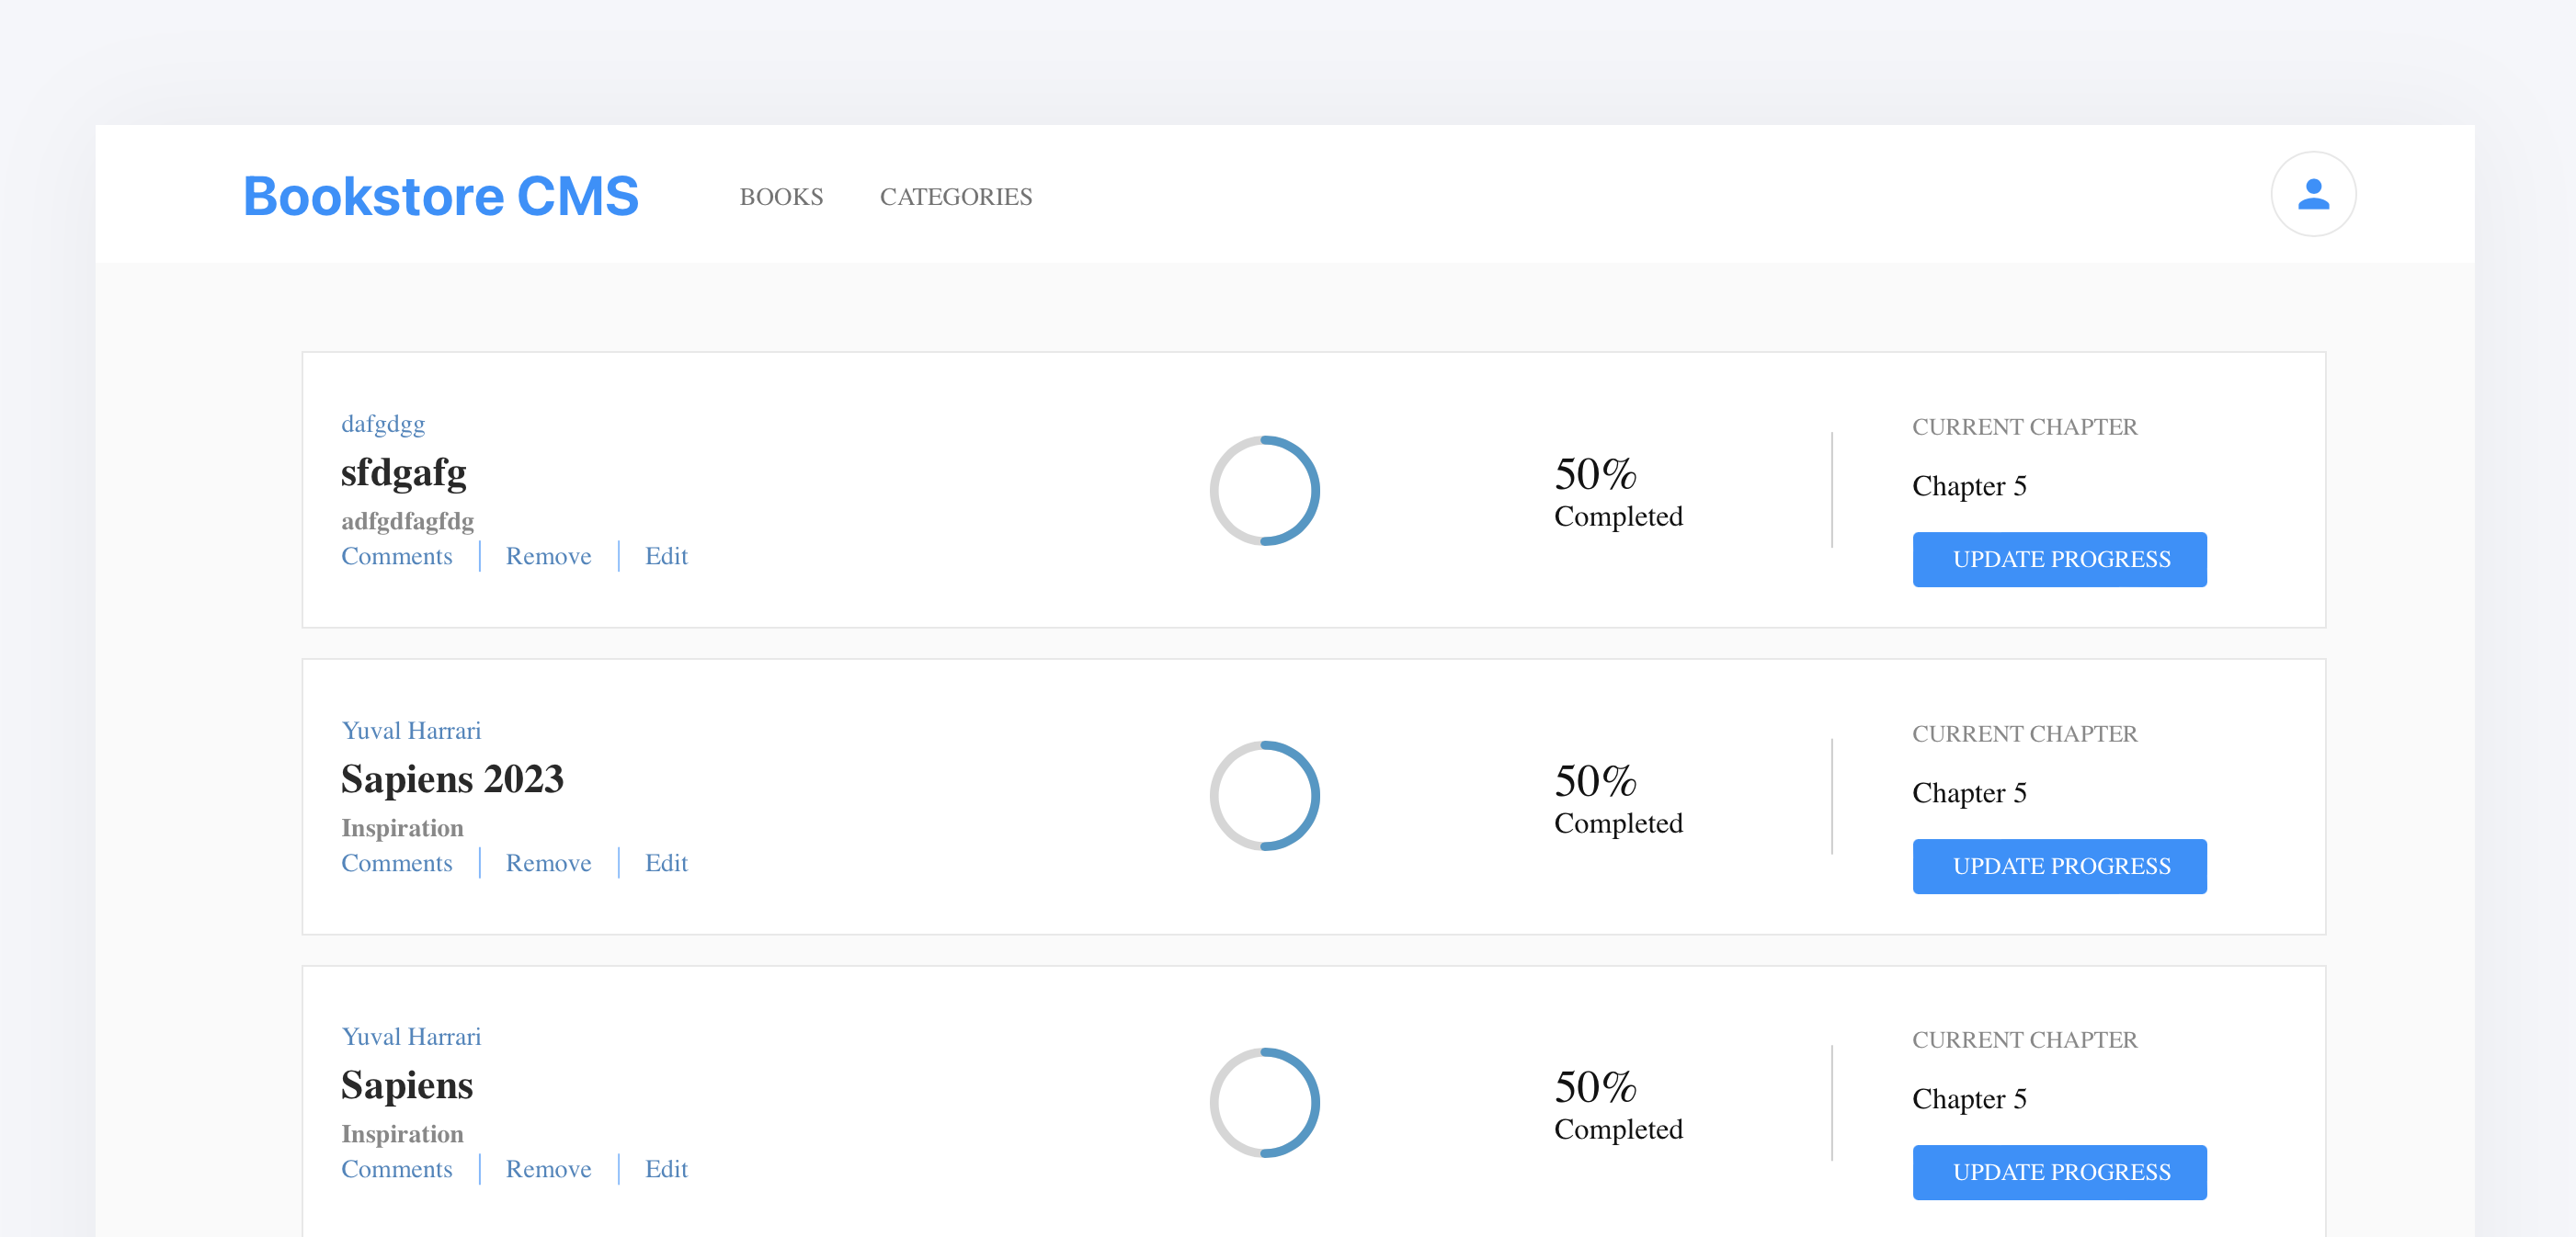 Bookstore CMS
BOOKS
CATEGORIES
dafgdgg
sfdgafg
adfgdfagfdg
Comments
Remove
Edit
50%
Completed
CURRENT CHAPTER
Chapter 5
UPDATE PROGRESS
Yuval Harrari
Sapiens 2023
Inspiration
Comments
Remove
Edit
50%
Completed
CURRENT CHAPTER
Chapter 5
UPDATE PROGRESS
Yuval Harrari
Sapiens
Inspiration
Comments
Remove
Edit
50%
Completed
CURRENT CHAPTER
Chapter 5
UPDATE PROGRESS